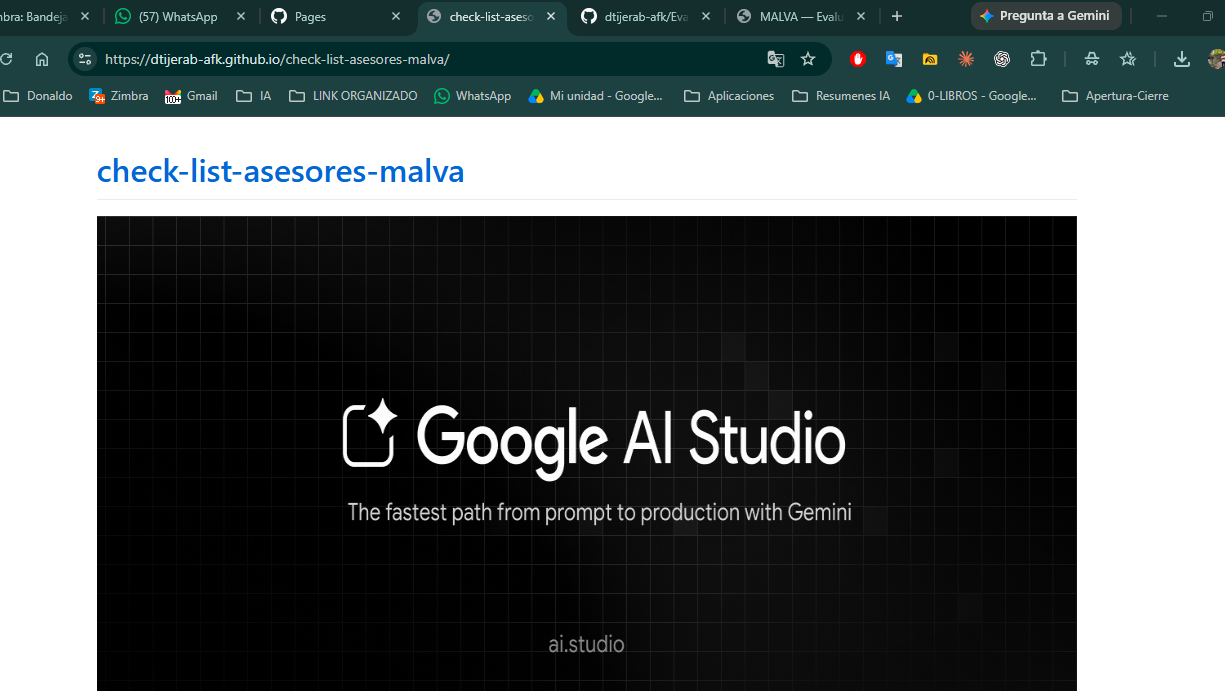 nbra: Bandeja
(57) WhatsApp
Pages
check-list-aseso
dtijerab-afk/Eva
MALVA — Evalu
Pregunta a Gemini
https://dtijerab-afk.github.io/check-list-asesores-malva/
Donaldo
Zimbra
Gmail
IA
LINK ORGANIZADO
WhatsApp
Mi unidad - Google...
Aplicaciones
Resumenes IA
0-LIBROS - Google...
Apertura-Cierre
check-list-asesores-malva
Google AI Studio
The fastest path from prompt to production with Gemini
ai.studio